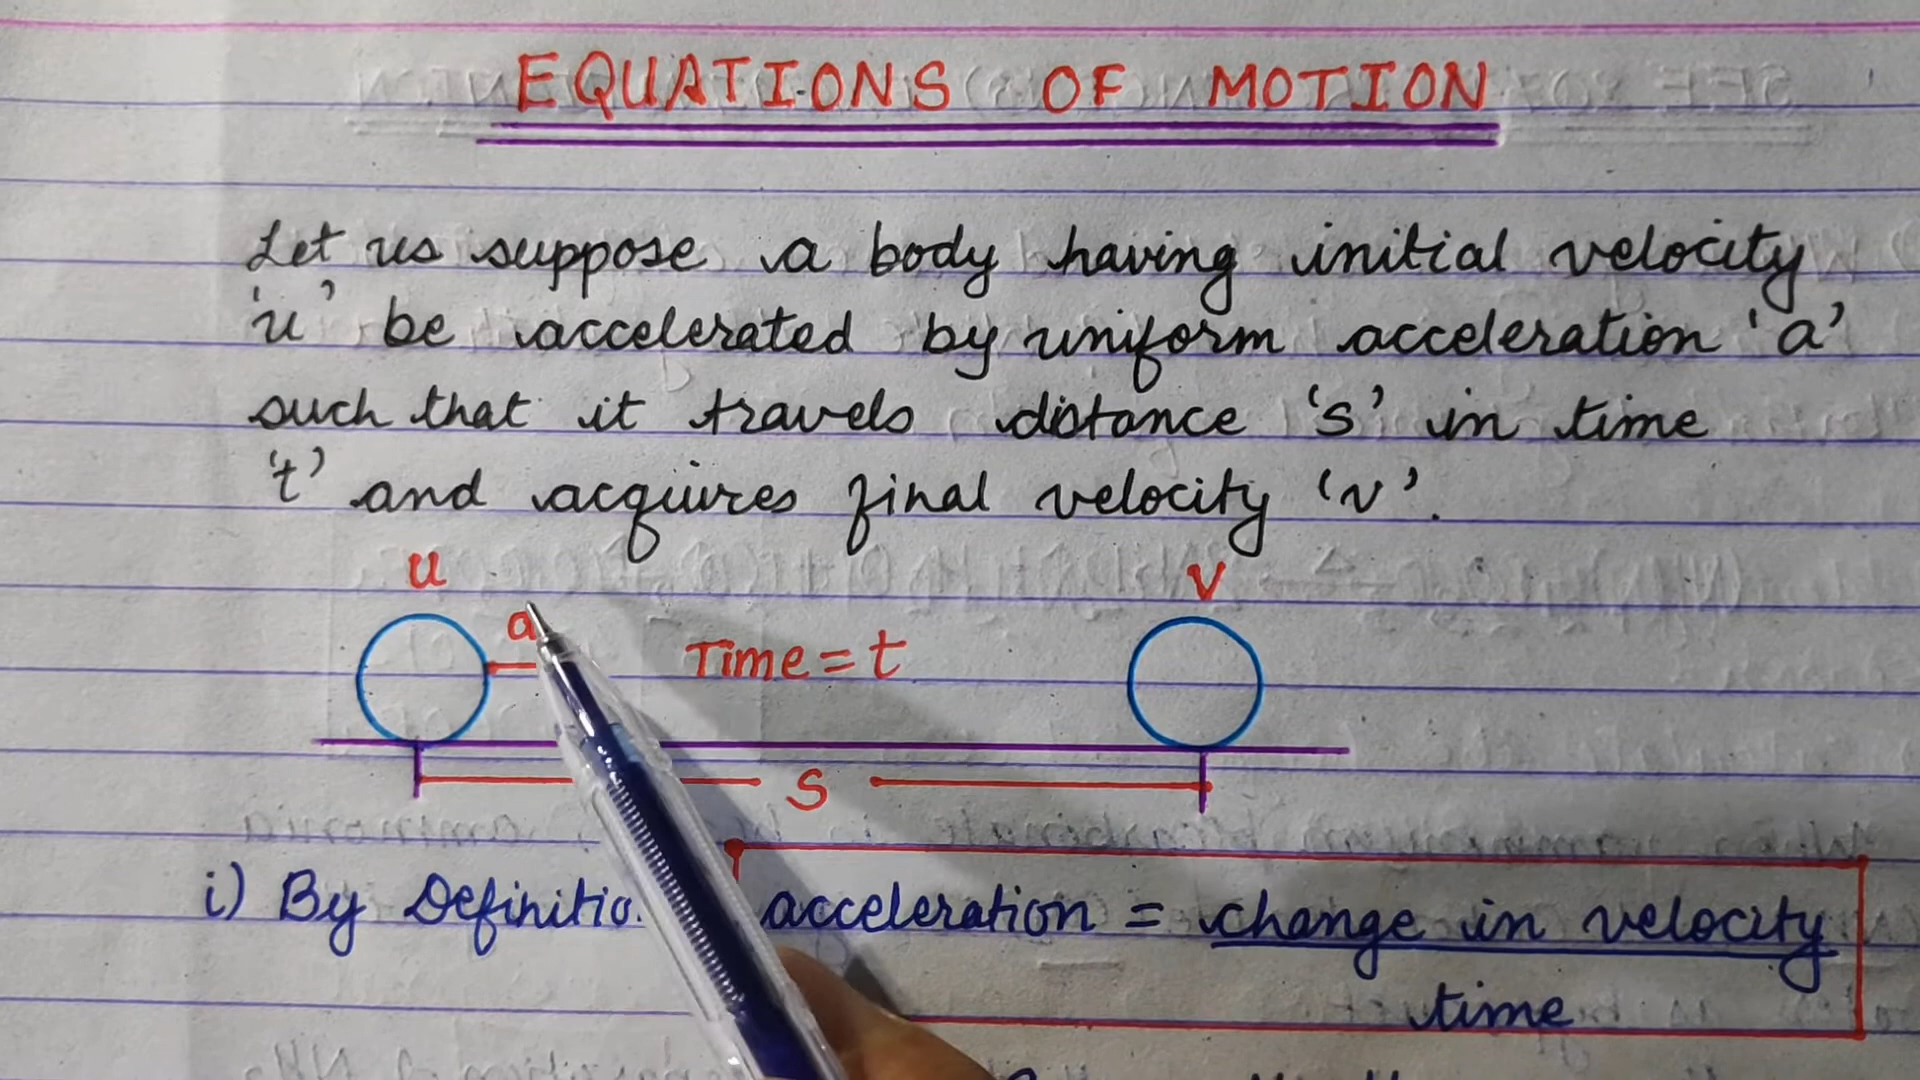 EQUATIONS OF MOTION
Let us suppose a body having initial velocity
'u' be accelerated by uniform acceleration 'a'
such that it travels distance 's' in time
't' and acquires final velocity 'v'.
u
v
a
Time = t
S
i) By Definitio
acceleration = change in velocity
time